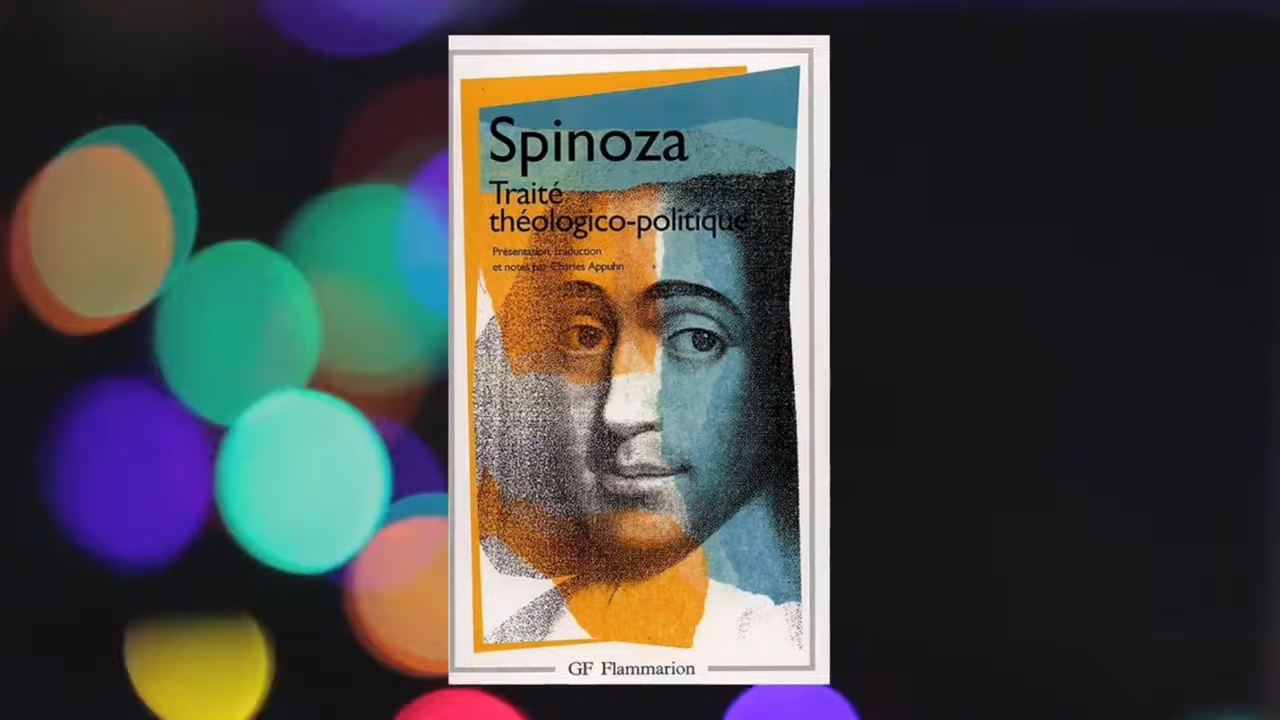 Spinoza
Traité
théologico-politique
Présentation, traduction
et notes par Charles Appuhn
GF Flammarion